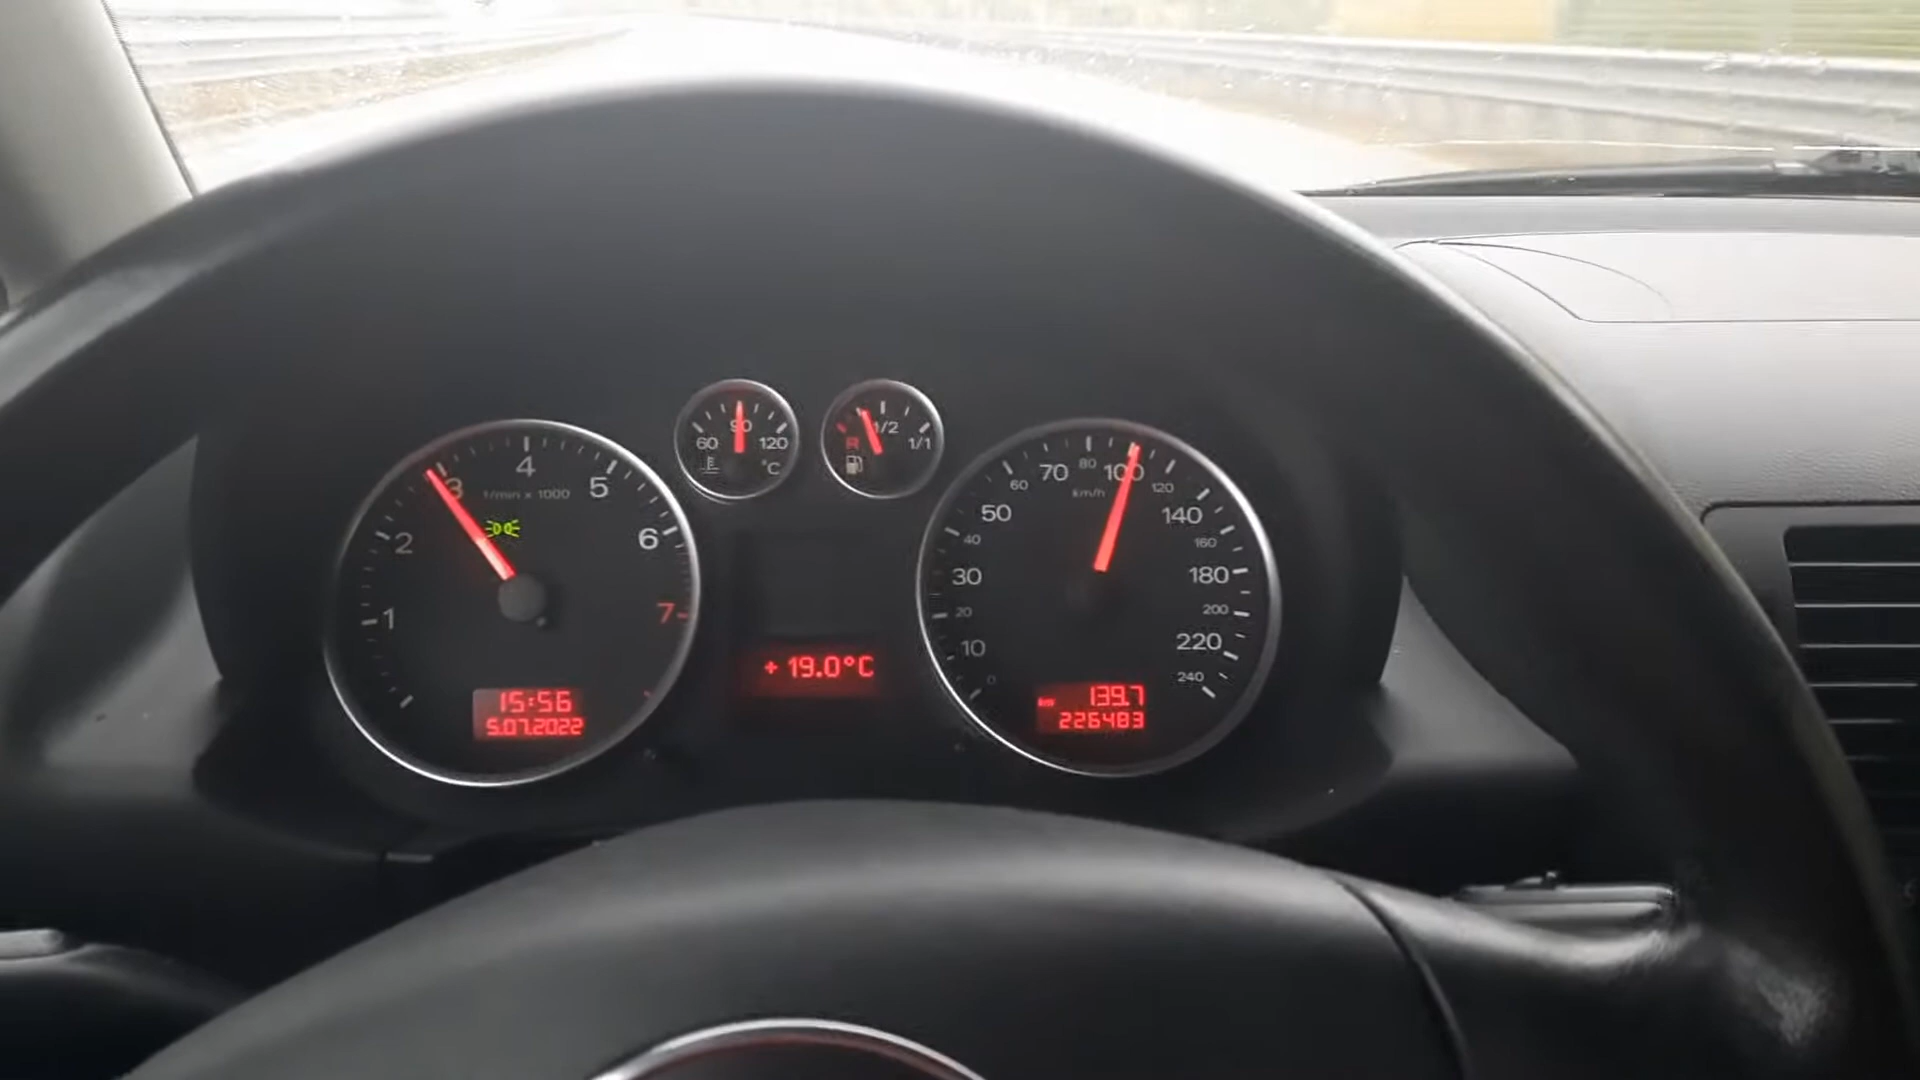 60 90 120
°C
R 1/2 1/1
1 2 3 4 5 6 7
1/min x 1000
15:56
5.07.2022
+ 19.0°C
0 10 20 30 40 50 60 70 80 100 120 140 160 180 200 220 240
km/h
km 139.7
226483